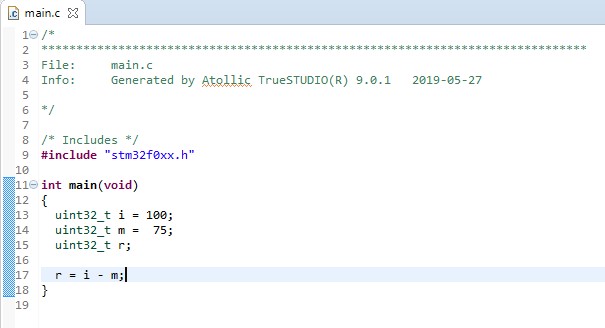 main.c
1 /*
2 ******************************************************************************
3 File:     main.c
4 Info:     Generated by Atollic TrueSTUDIO(R) 9.0.1   2019-05-27
5
6 */
7
8 /* Includes */
9 #include "stm32f0xx.h"
10
11 int main(void)
12 {
13   uint32_t i = 100;
14   uint32_t m =  75;
15   uint32_t r;
16
17   r = i - m;
18 }
19